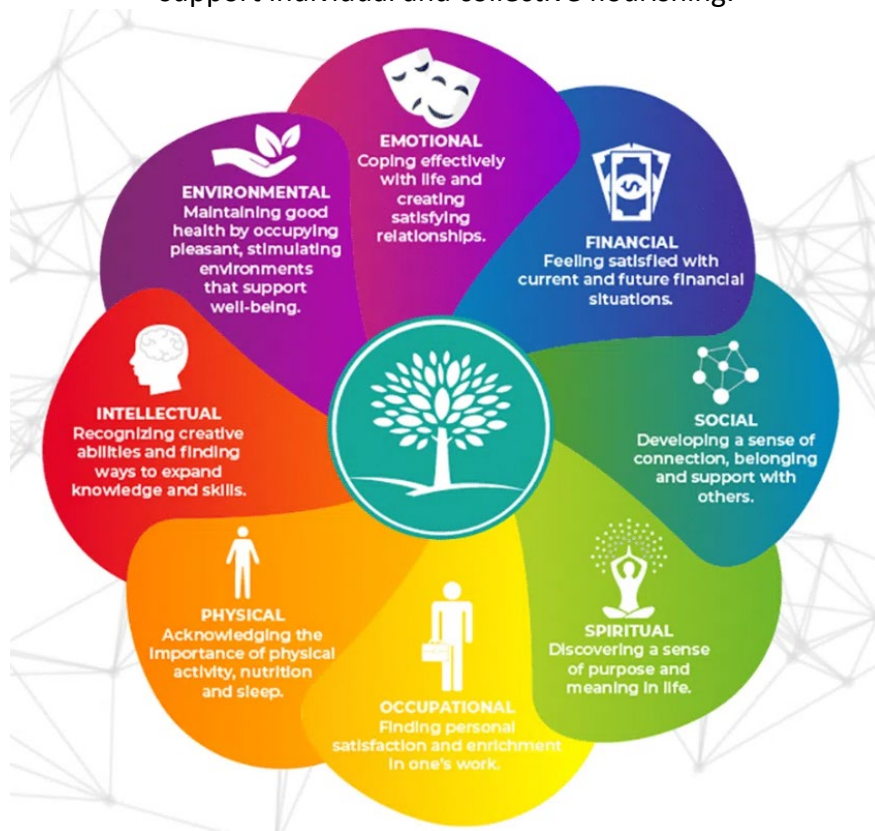 support individual and collective flourishing.
EMOTIONAL
Coping effectively
with life and
creating
satisfying
relationships.
FINANCIAL
Feeling satisfied with
current and future financial
situations.
SOCIAL
Developing a sense of
connection, belonging
and support with
others.
SPIRITUAL
Discovering a sense
of purpose and
meaning in life.
OCCUPATIONAL
Finding personal
satisfaction and enrichment
in one's work.
PHYSICAL
Acknowledging the
importance of physical
activity, nutrition
and sleep.
INTELLECTUAL
Recognizing creative
abilities and finding
ways to expand
knowledge and skills.
ENVIRONMENTAL
Maintaining good
health by occupying
pleasant, stimulating
environments
that support
well-being.